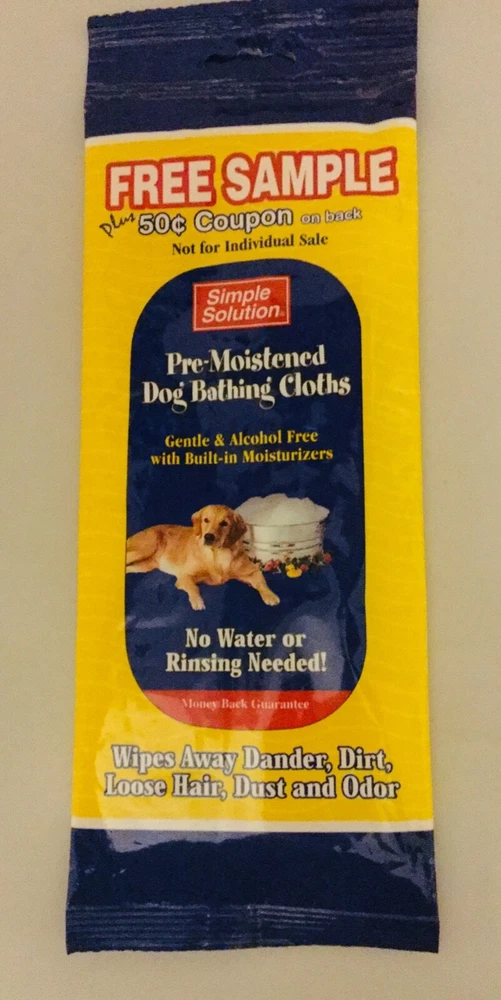 FREE SAMPLE
Plus 50¢ Coupon on back
Not for Individual Sale
Simple
Solution
Pre-Moistened
Dog Bathing Cloths
Gentle & Alcohol Free
with Built-in Moisturizers
No Water or
Rinsing Needed!
Money Back Guarantee
Wipes Away Dander, Dirt,
Loose Hair, Dust and Odor